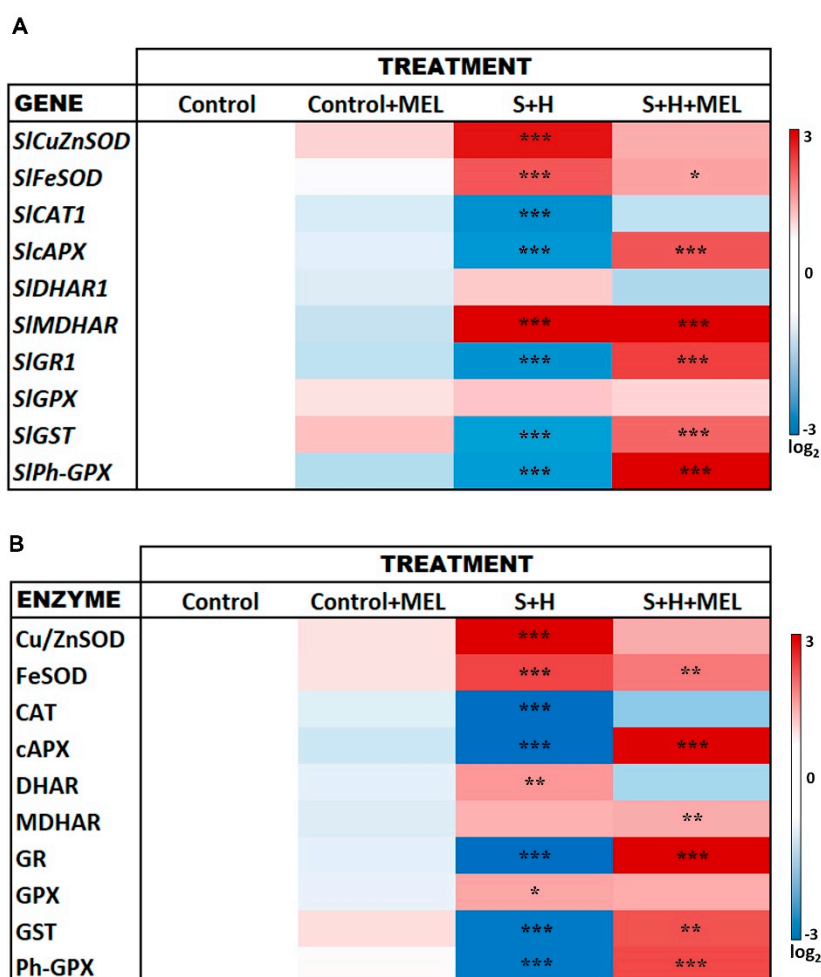 A
TREATMENT
GENE Control Control+MEL S+H S+H+MEL
SlCuZnSOD ***
SlFeSOD *** *
SlCAT1 ***
SlcAPX *** ***
SlDHAR1
SlMDHAR *** ***
SlGR1 *** ***
SlGPX
SlGST *** ***
SlPh-GPX *** ***
3
0
-3
log2
B
TREATMENT
ENZYME Control Control+MEL S+H S+H+MEL
Cu/ZnSOD ***
FeSOD *** **
CAT ***
cAPX *** ***
DHAR **
MDHAR **
GR *** ***
GPX *
GST *** **
Ph-GPX *** ***
3
0
-3
log2